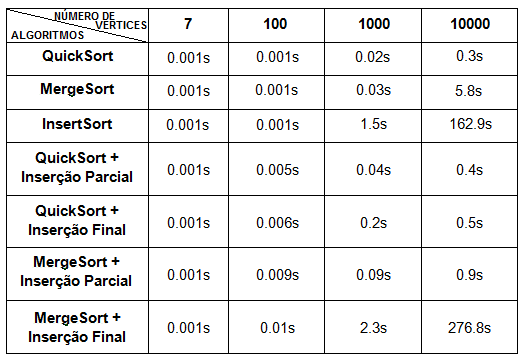 NÚMERO DE VÉRTICES
ALGORITMOS
7 100 1000 10000
QuickSort 0.001s 0.001s 0.02s 0.3s
MergeSort 0.001s 0.001s 0.03s 5.8s
InsertSort 0.001s 0.001s 1.5s 162.9s
QuickSort +
Inserção Parcial 0.001s 0.005s 0.04s 0.4s
QuickSort +
Inserção Final 0.001s 0.006s 0.2s 0.5s
MergeSort +
Inserção Parcial 0.001s 0.009s 0.09s 0.9s
MergeSort +
Inserção Final 0.001s 0.01s 2.3s 276.8s